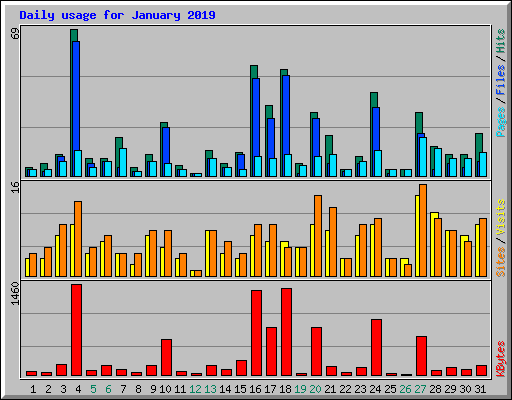 Daily usage for January 2019
69
Pages / Files / Hits
16
Sites / Visits
1460
KBytes
1 2 3 4 5 6 7 8 9 10 11 12 13 14 15 16 17 18 19 20 21 22 23 24 25 26 27 28 29 30 31